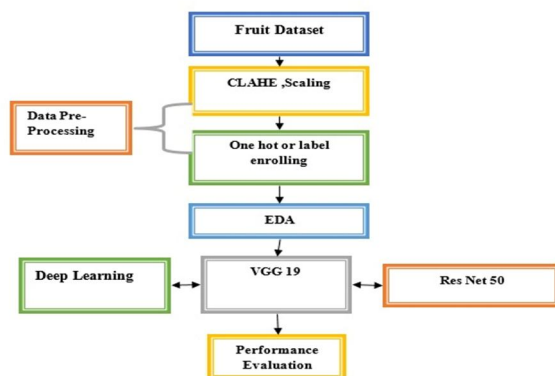 Fruit Dataset
CLAHE ,Scaling
Data Pre-
Processing
One hot or label
enrolling
EDA
Deep Learning
VGG 19
Res Net 50
Performance
Evaluation